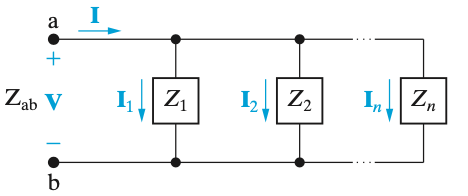 a
I
+
Z_ab V
I_1 Z_1
I_2 Z_2
I_n Z_n
−
b